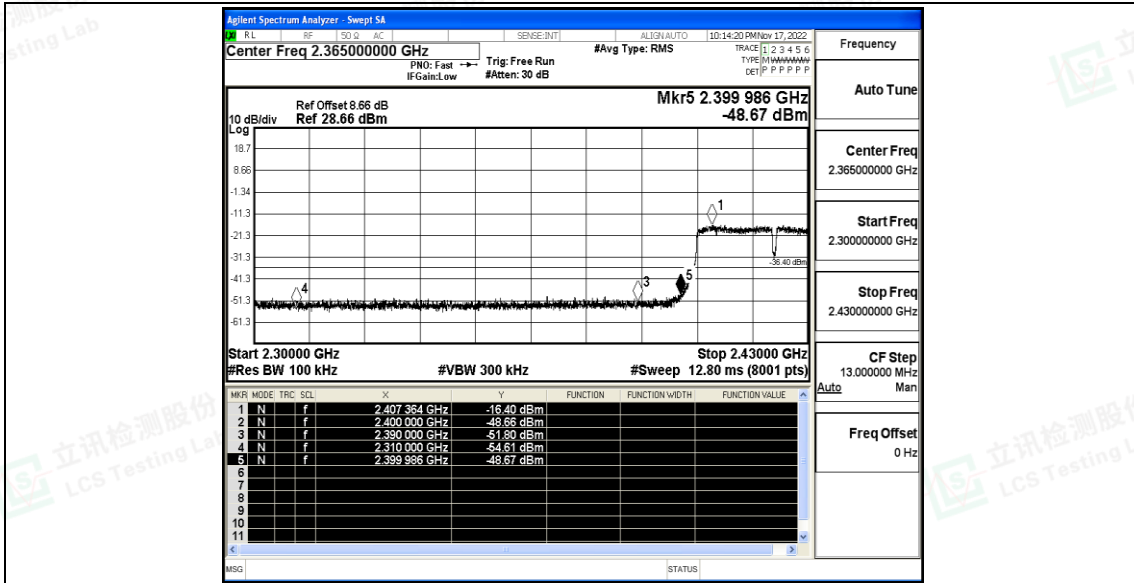 Agilent Spectrum Analyzer - Swept SA
LXI RL RF 50 Ω AC SENSE:INT ALIGN AUTO 10:14:20 PM Nov 17, 2022
Center Freq 2.365000000 GHz #Avg Type: RMS TRACE 1 2 3 4 5 6
PNO: Fast Trig: Free Run TYPE M WWWWW
IFGain:Low #Atten: 30 dB DET P P P P P P
Frequency
Auto Tune
Center Freq
2.365000000 GHz
Start Freq
2.300000000 GHz
Stop Freq
2.430000000 GHz
CF Step
13.000000 MHz
Auto Man
Freq Offset
0 Hz
Mkr5 2.399 986 GHz
-48.67 dBm
Ref Offset 8.66 dB
10 dB/div Ref 28.66 dBm
Log
18.7
8.66
-1.34
-11.3
-21.3
-31.3
-41.3
-51.3
-61.3
1
-36.40 dBm
5
3
4
Start 2.30000 GHz Stop 2.43000 GHz
#Res BW 100 kHz #VBW 300 kHz #Sweep 12.80 ms (8001 pts)
MKR MODE TRC SCL X Y FUNCTION FUNCTION WIDTH FUNCTION VALUE
1 N f 2.407 364 GHz -16.40 dBm
2 N f 2.400 000 GHz -48.66 dBm
3 N f 2.390 000 GHz -51.80 dBm
4 N f 2.310 000 GHz -54.61 dBm
5 N f 2.399 986 GHz -48.67 dBm
6
7
8
9
10
11
MSG STATUS
立讯检测股份
LCS Testing Lab
立讯检测股份
LCS Testing L